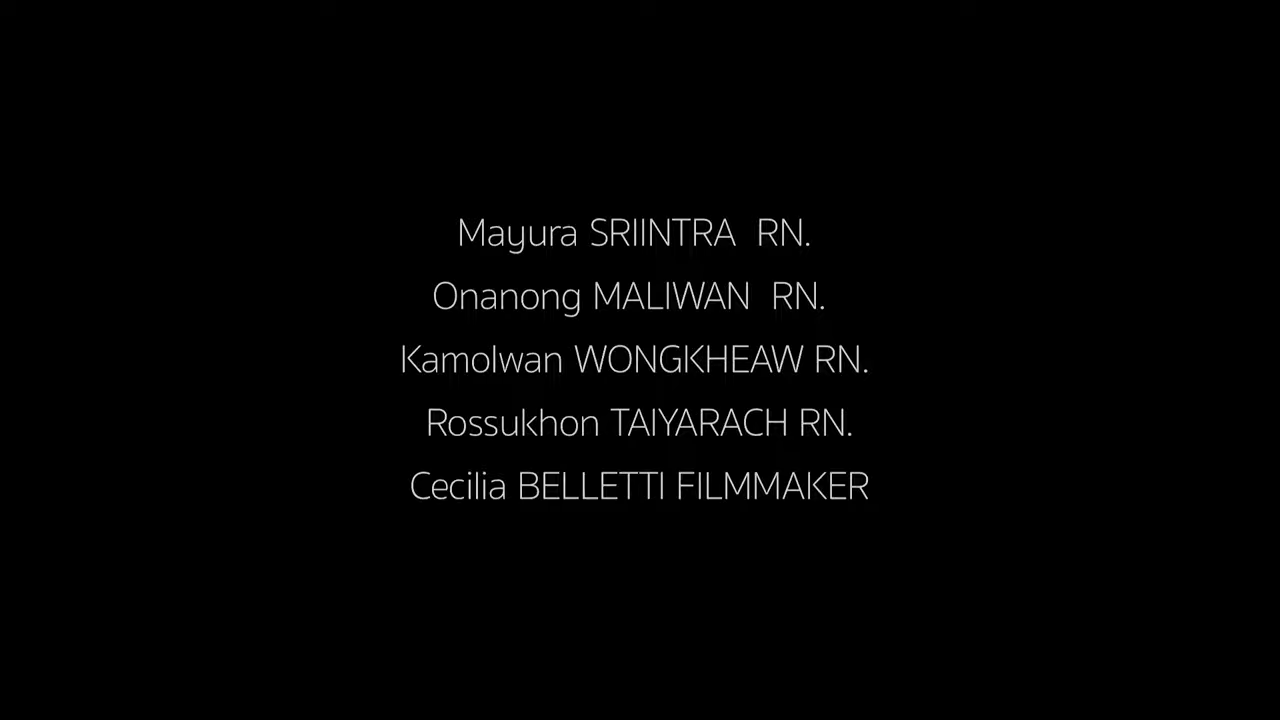 Mayura SRIINTRA RN.
Onanong MALIWAN RN.
Kamolwan WONGKHEAW RN.
Rossukhon TAIYARACH RN.
Cecilia BELLETTI FILMMAKER